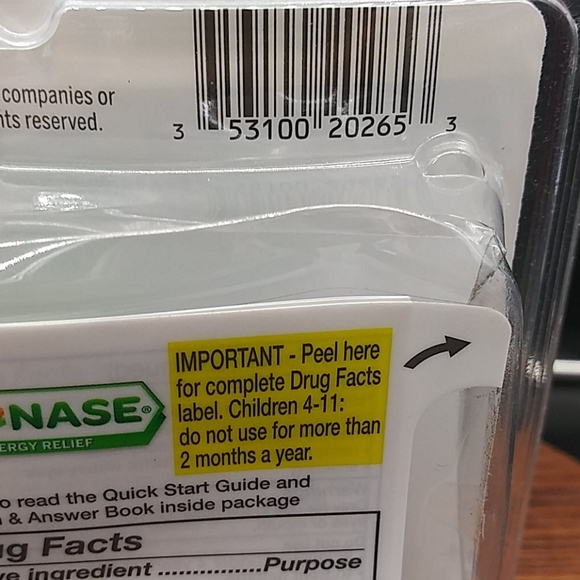 companies or
reserved.
3 53100 20265 3
IMPORTANT - Peel here
for complete Drug Facts
label. Children 4-11:
do not use for more than
2 months a year.
NASE®
RELIEF
to read the Quick Start Guide and
& Answer Book inside package
Facts
ingredient ..............Purpose